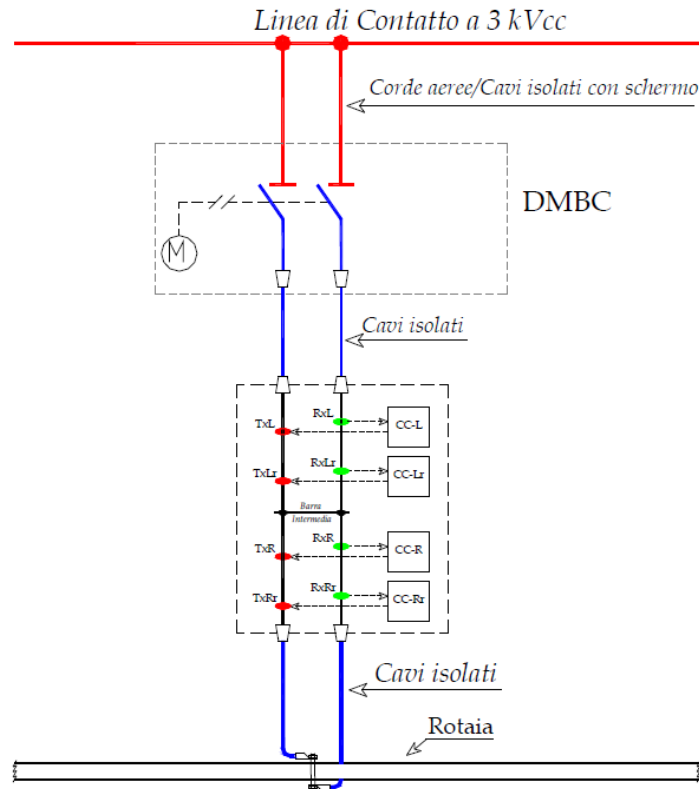 Linea di Contatto a 3 kVcc
Corde aeree/Cavi isolati con schermo
DMBC
M
Cavi isolati
RxL
TxL
CC-L
RxLr
TxLr
CC-Lr
Barra
Intermedia
RxR
TxR
CC-R
RxRr
TxRr
CC-Rr
Cavi isolati
Rotaia